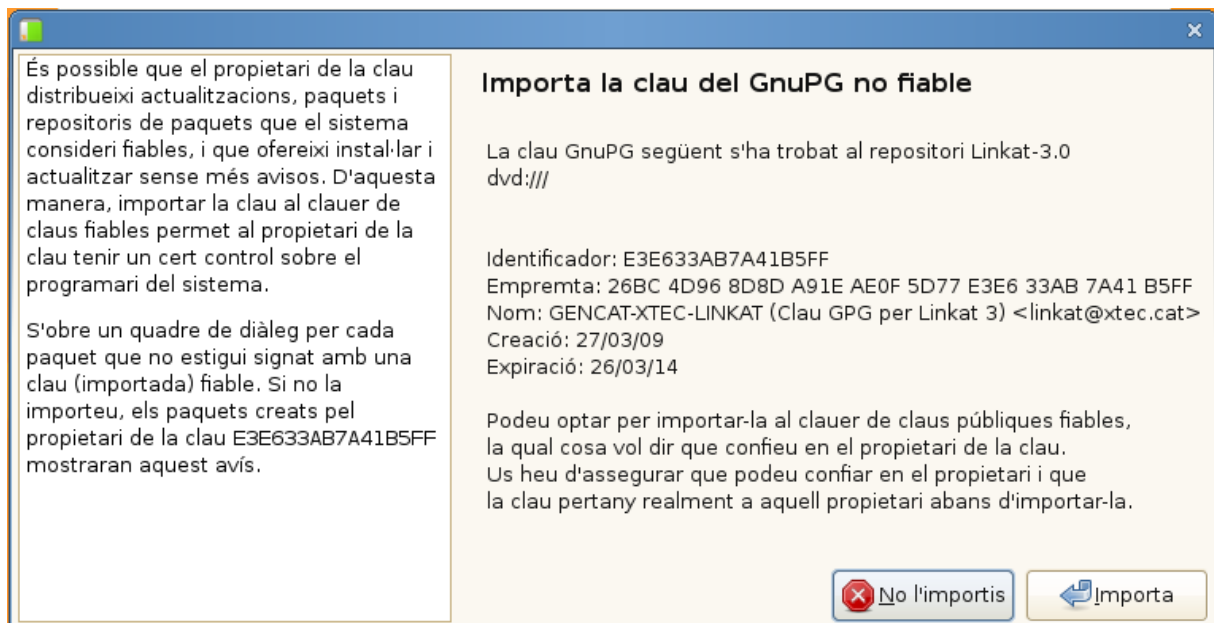 És possible que el propietari de la clau
distribueixi actualitzacions, paquets i
repositoris de paquets que el sistema
consideri fiables, i que ofereixi instal·lar i
actualitzar sense més avisos. D'aquesta
manera, importar la clau al clauer de
claus fiables permet al propietari de la
clau tenir un cert control sobre el
programari del sistema.
S'obre un quadre de diàleg per cada
paquet que no estigui signat amb una
clau (importada) fiable. Si no la
importeu, els paquets creats pel
propietari de la clau E3E633AB7A41B5FF
mostraran aquest avís.
Importa la clau del GnuPG no fiable
La clau GnuPG següent s'ha trobat al repositori Linkat-3.0
dvd:///
Identificador: E3E633AB7A41B5FF
Empremta: 26BC 4D96 8D8D A91E AE0F 5D77 E3E6 33AB 7A41 B5FF
Nom: GENCAT-XTEC-LINKAT (Clau GPG per Linkat 3) <linkat@xtec.cat>
Creació: 27/03/09
Expiració: 26/03/14
Podeu optar per importar-la al clauer de claus públiques fiables,
la qual cosa vol dir que confieu en el propietari de la clau.
Us heu d'assegurar que podeu confiar en el propietari i que
la clau pertany realment a aquell propietari abans d'importar-la.
No l'importis
Importa